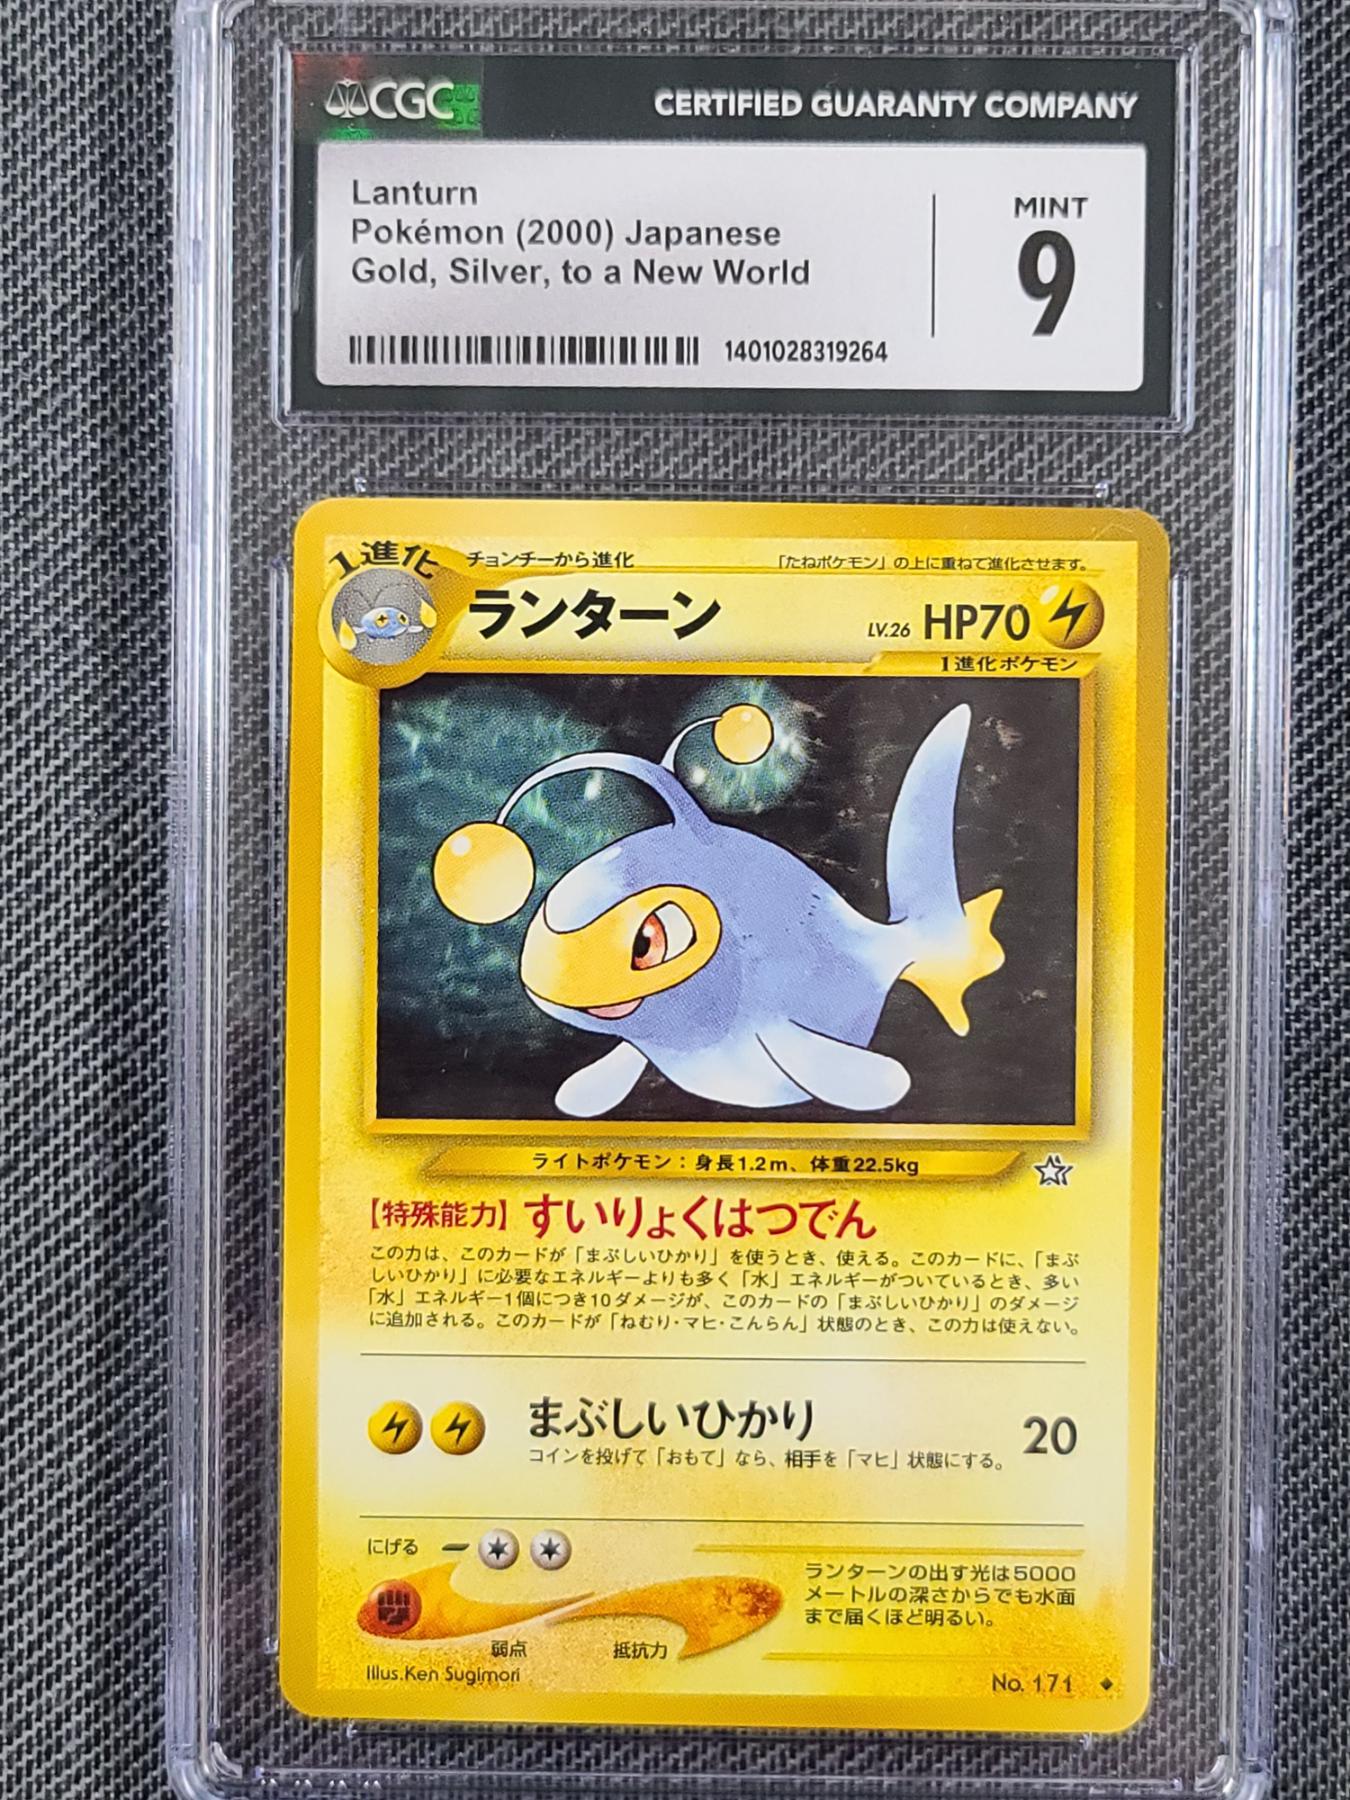 CGC
CERTIFIED GUARANTY COMPANY
Lanturn
Pokémon (2000) Japanese
Gold, Silver, to a New World
1401028319264
MINT
9
1進化
チョンチーから進化
「たねポケモン」の上に重ねて進化させます。
ランターン
LV.26 HP70
1進化ポケモン
ライトポケモン：身長1.2m、体重22.5kg
【特殊能力】すいりょくはつでん
この力は、このカードが「まぶしいひかり」を使うとき、使える。このカードに、「まぶ
しいひかり」に必要なエネルギーよりも多く「水」エネルギーがついているとき、多い
「水」エネルギー1個につき10ダメージが、このカードの「まぶしいひかり」のダメージ
に追加される。このカードが「ねむり・マヒ・こんらん」状態のとき、この力は使えない。
まぶしいひかり
20
コインを投げて「おもて」なら、相手を「マヒ」状態にする。
にげる
ランターンの出す光は5000
メートルの深さからでも水面
まで届くほど明るい。
弱点
抵抗力
Illus.Ken Sugimori
No. 171